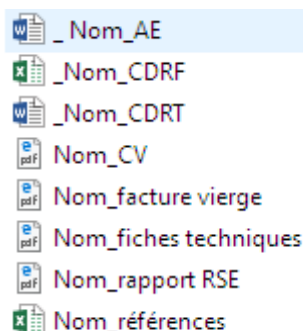 _ Nom_AE
_Nom_CDRF
_Nom_CDRT
Nom_CV
Nom_facture vierge
Nom_fiches techniques
Nom_rapport RSE
Nom_références